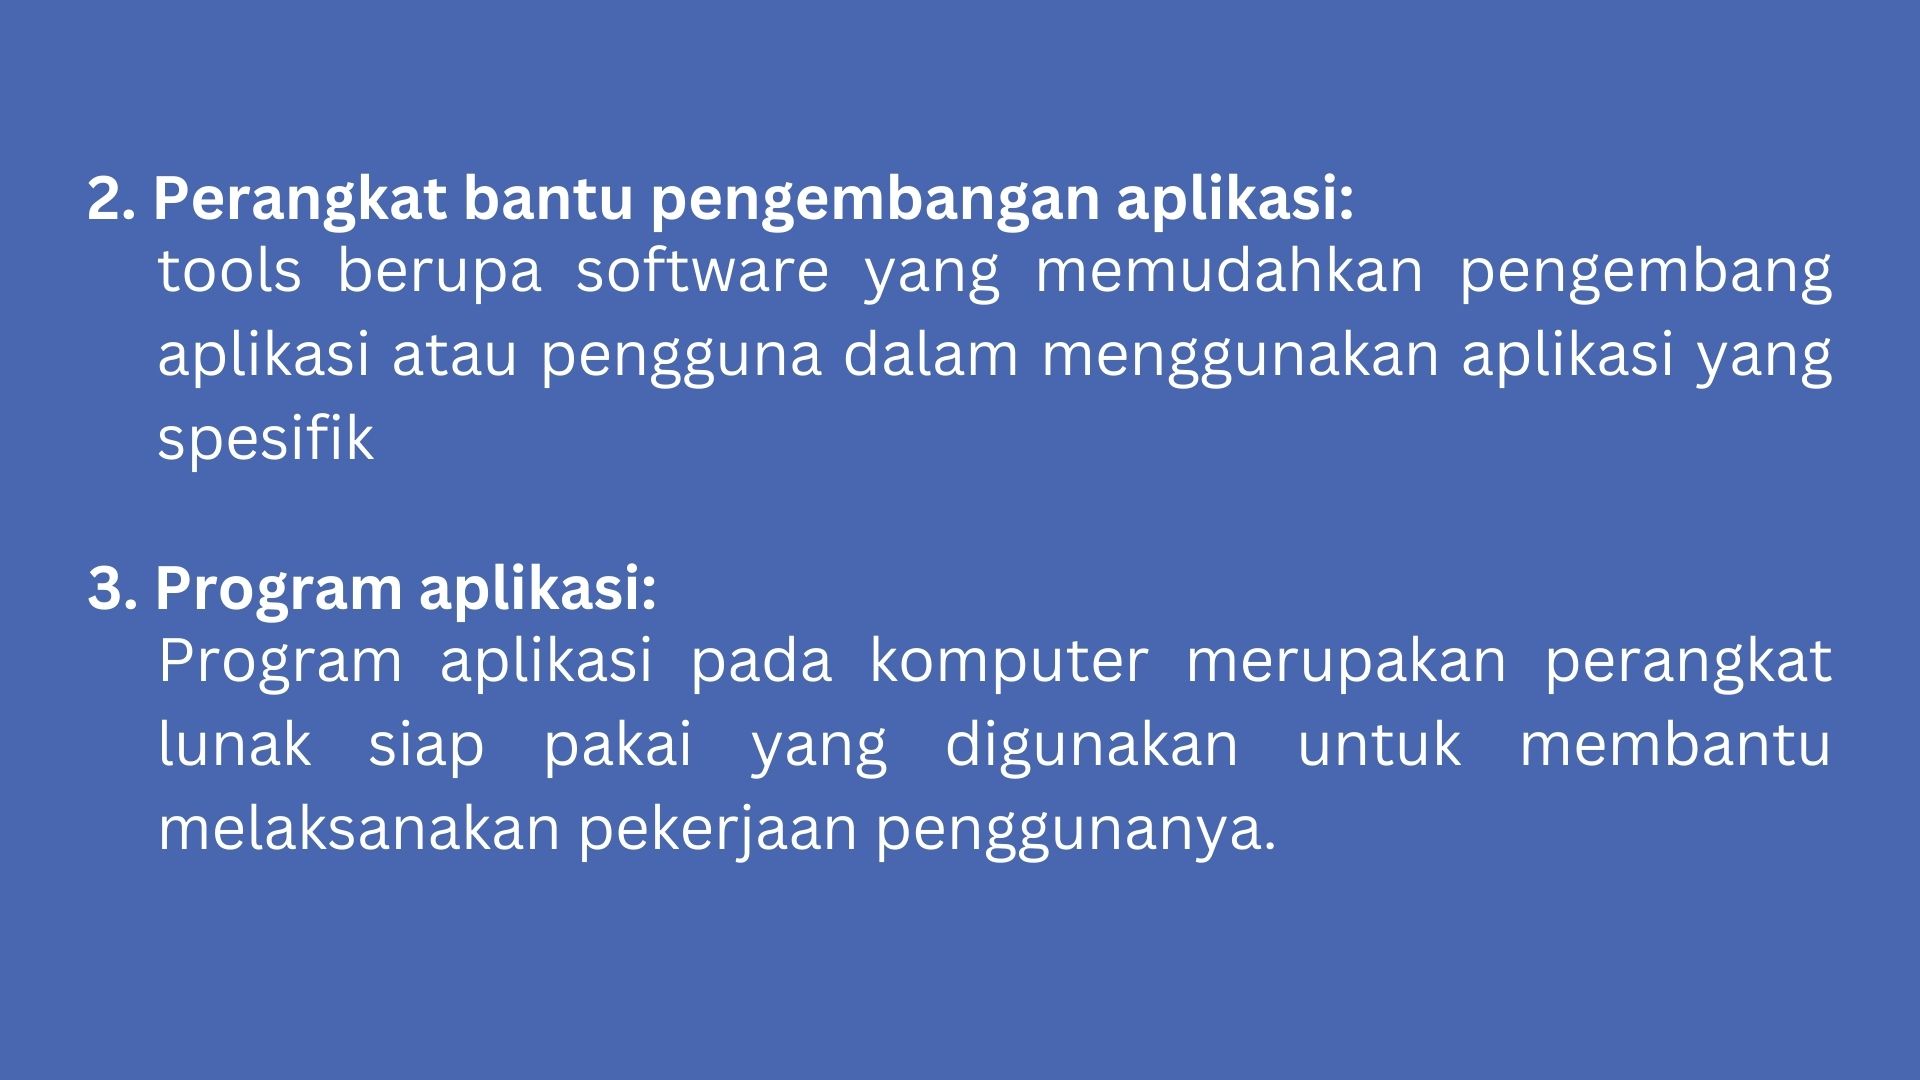 2. Perangkat bantu pengembangan aplikasi:
tools berupa software yang memudahkan pengembang
aplikasi atau pengguna dalam menggunakan aplikasi yang
spesifik
3. Program aplikasi:
Program aplikasi pada komputer merupakan perangkat
lunak siap pakai yang digunakan untuk membantu
melaksanakan pekerjaan penggunanya.